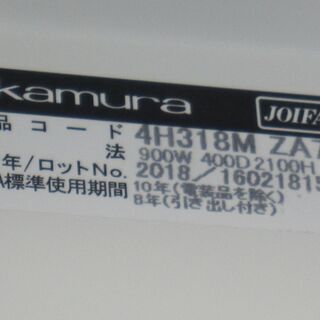 kamura JOIFA
品コード 4H318M ZA7
法 900W 400D 2100H
年/ロットNo. 2018/16021815
A標準使用期間 10年(電装品を除く)
8年(引き出し付き)